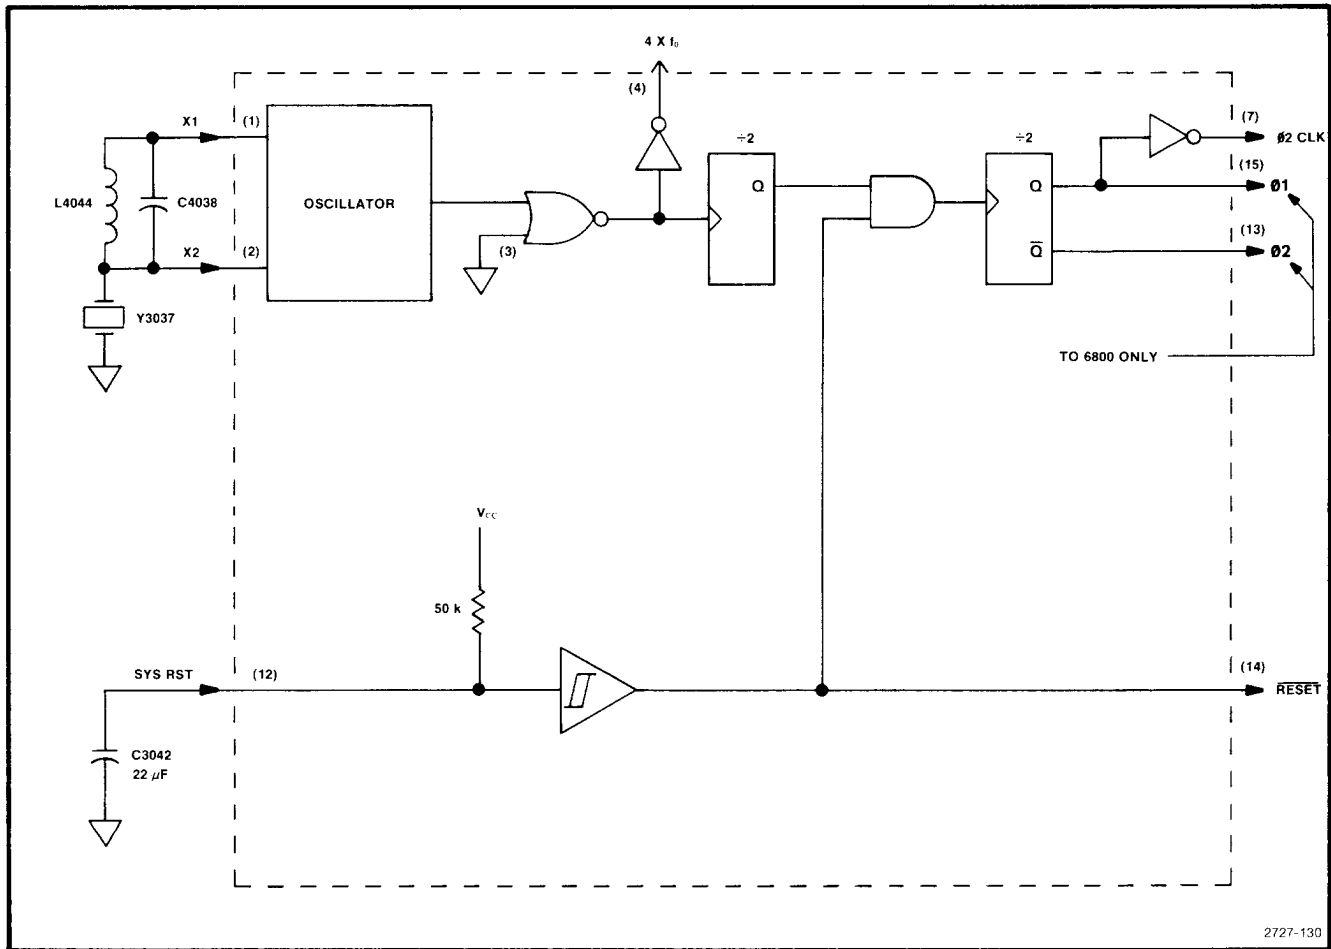 4 X f₀
(4)
X1
(1)
÷2
÷2
(7)
Ø2 CLK
Q
Q
(15)
Ø1
L4044
C4038
OSCILLATOR
X2
(2)
(3)
Q̅
(13)
Ø2
Y3037
TO 6800 ONLY
VCC
50 k
SYS RST
(12)
(14)
R̅E̅S̅E̅T̅
C3042
22 µF
2727-130